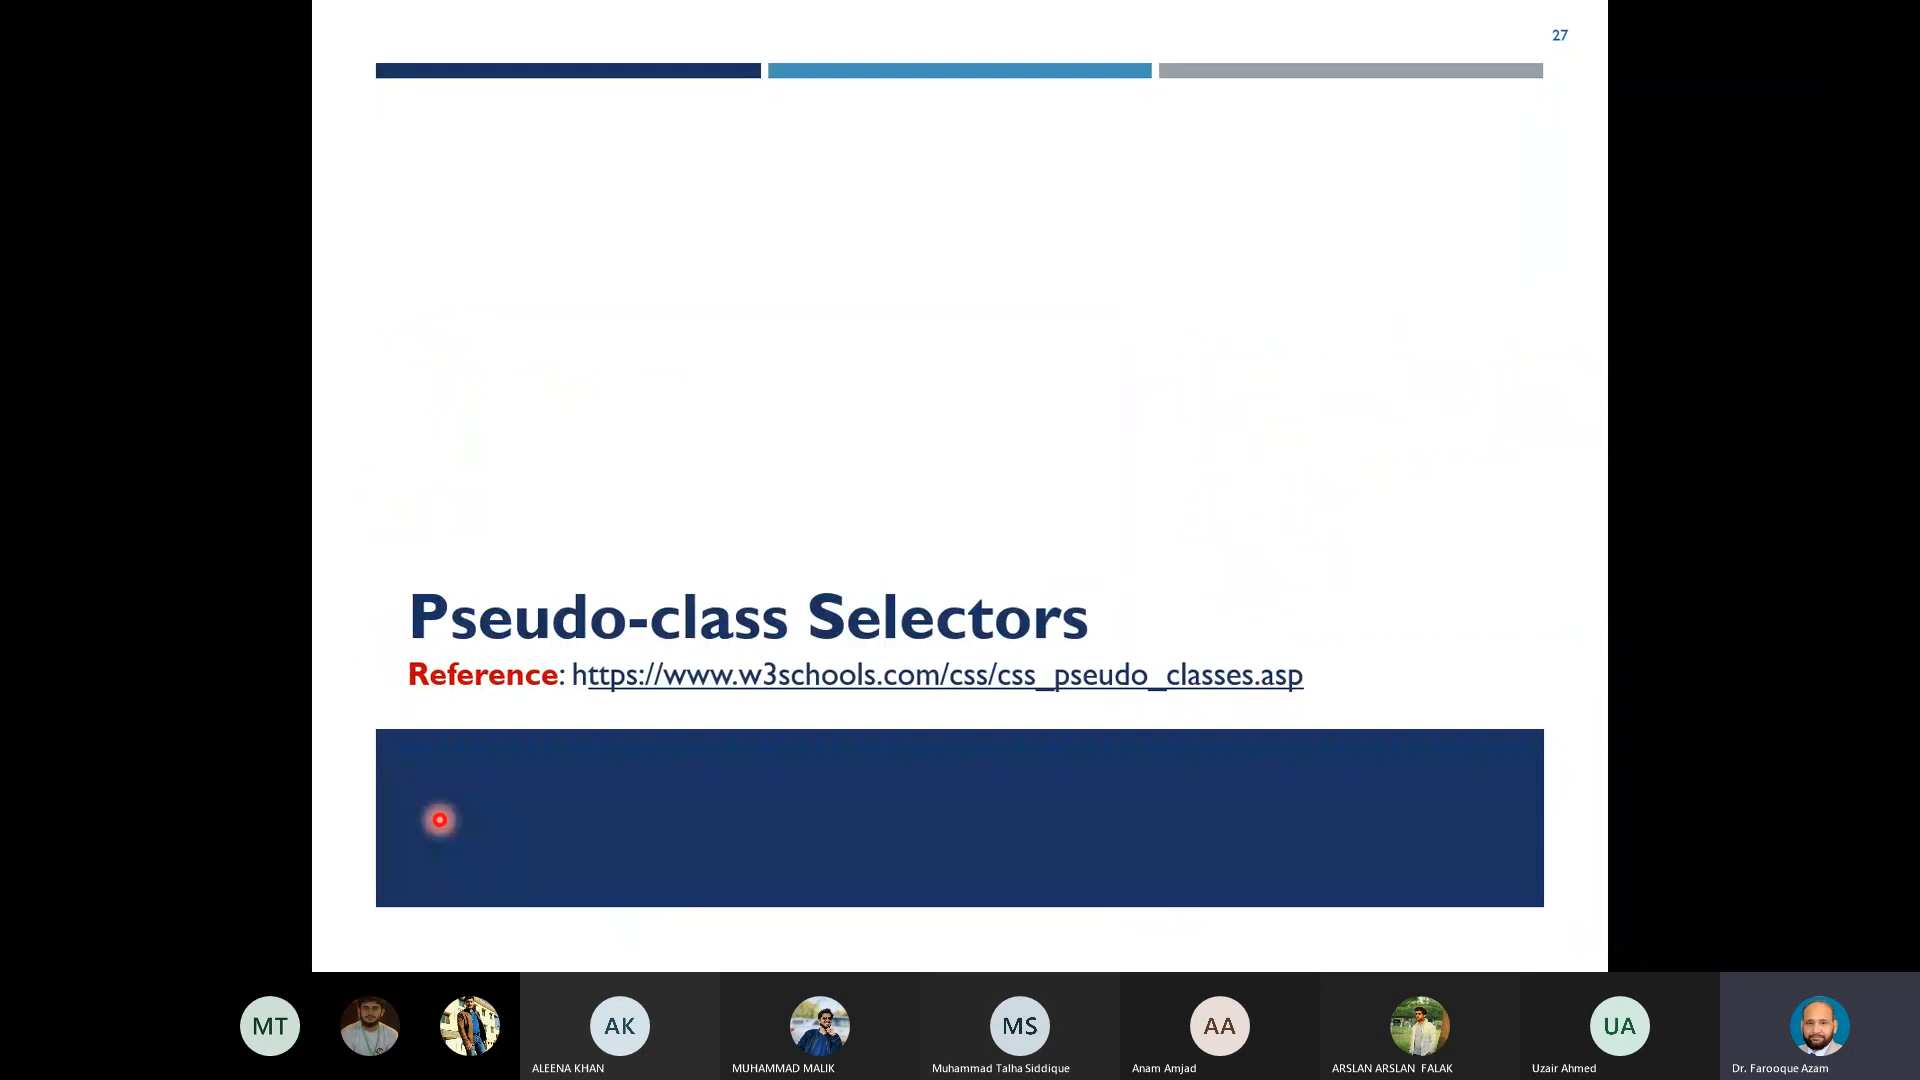 27
Pseudo-class Selectors
Reference: https://www.w3schools.com/css/css_pseudo_classes.asp
MT
AK
MS
AA
UA
ALEENA KHAN
MUHAMMAD MALIK
Muhammad Talha Siddique
Anam Amjad
ARSLAN ARSLAN FALAK
Uzair Ahmed
Dr. Farooque Azam